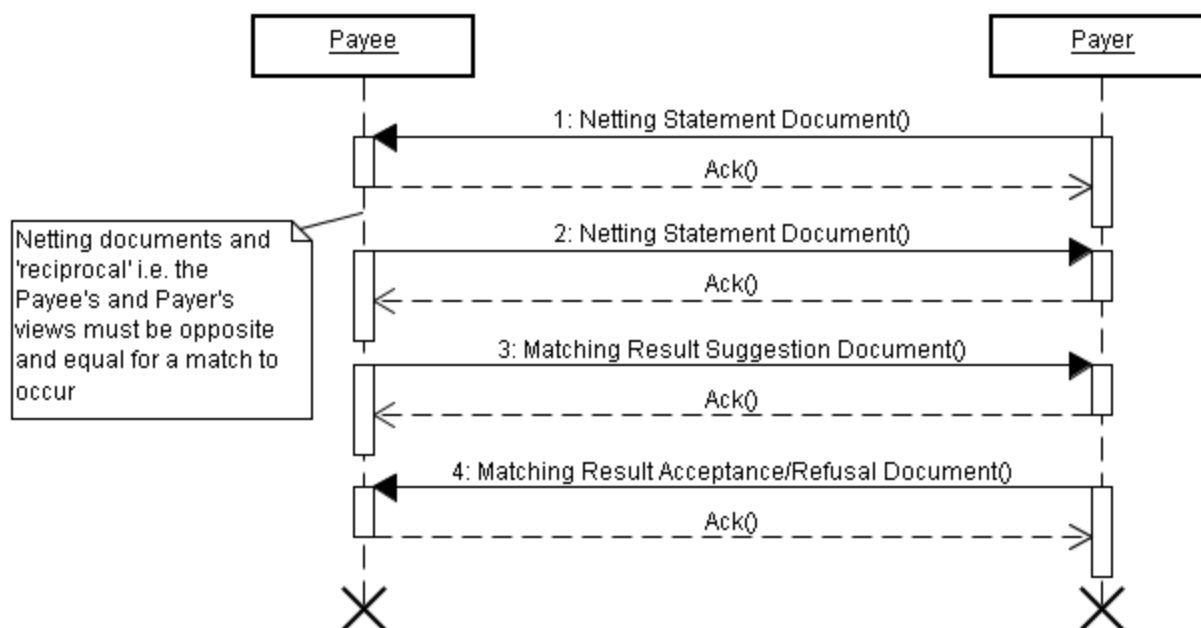 Payee
Payer
1: Netting Statement Document()
Ack()
Netting documents and
'reciprocal' i.e. the
Payee's and Payer's
views must be opposite
and equal for a match to
occur
2: Netting Statement Document()
Ack()
3: Matching Result Suggestion Document()
Ack()
4: Matching Result Acceptance/Refusal Document()
Ack()